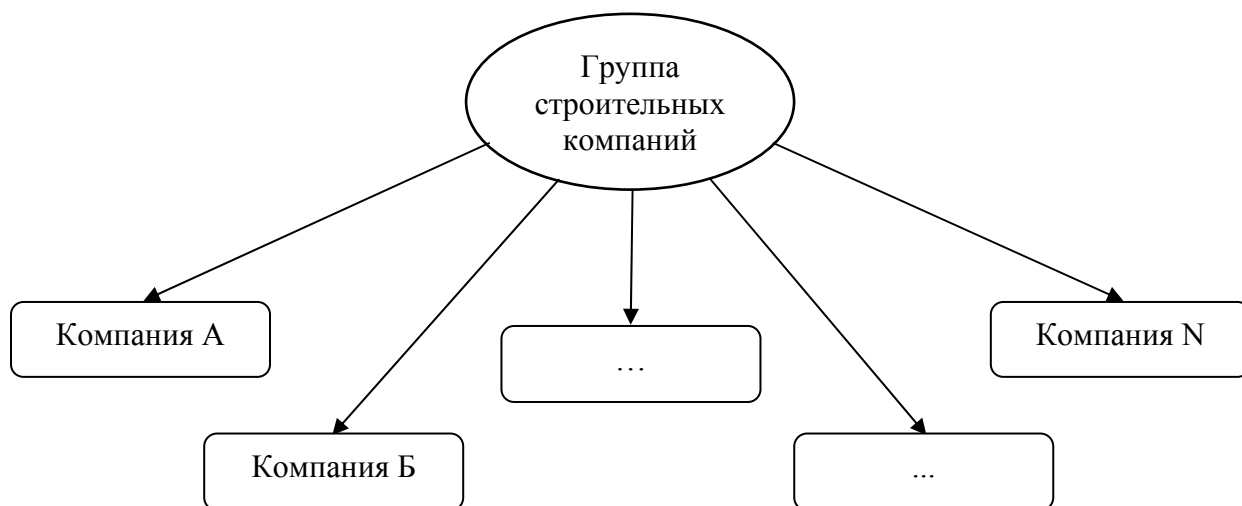 Группа
строительных
компаний
Компания А
…
Компания N
Компания Б
...